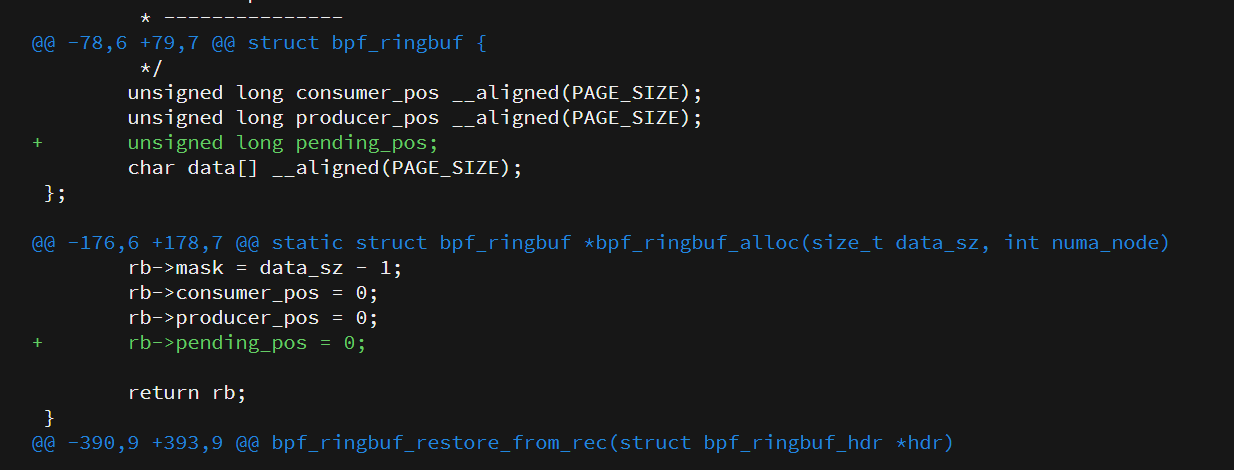 * ---------------
@@ -78,6 +79,7 @@ struct bpf_ringbuf {
*/
unsigned long consumer_pos __aligned(PAGE_SIZE);
unsigned long producer_pos __aligned(PAGE_SIZE);
+ unsigned long pending_pos;
char data[] __aligned(PAGE_SIZE);
};
@@ -176,6 +178,7 @@ static struct bpf_ringbuf *bpf_ringbuf_alloc(size_t data_sz, int numa_node)
rb->mask = data_sz - 1;
rb->consumer_pos = 0;
rb->producer_pos = 0;
+ rb->pending_pos = 0;
return rb;
}
@@ -390,9 +393,9 @@ bpf_ringbuf_restore_from_rec(struct bpf_ringbuf_hdr *hdr)